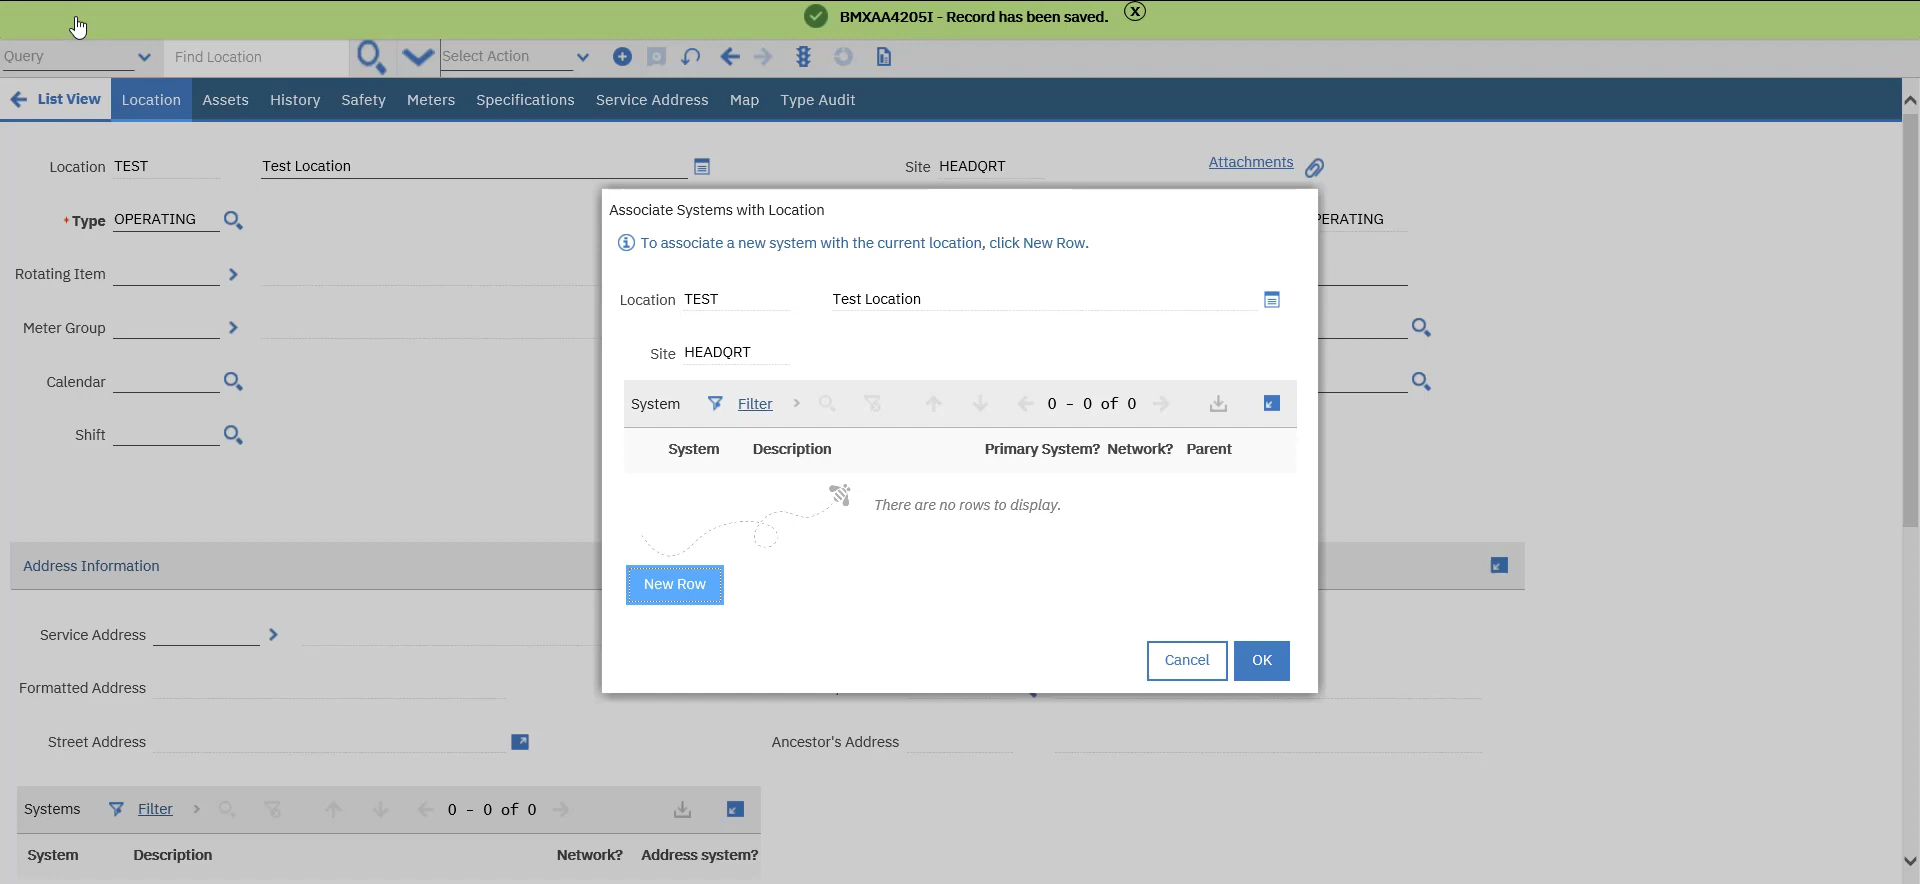 BMXAA4205I - Record has been saved.
Query Find Location Select Action
List View Location Assets History Safety Meters Specifications Service Address Map Type Audit
Location TEST Test Location Site HEADQRT Attachments
* Type OPERATING PERATING
Rotating Item
Meter Group
Calendar
Shift
Associate Systems with Location
To associate a new system with the current location, click New Row.
Location TEST Test Location
Site HEADQRT
System Filter 0 - 0 of 0
System Description Primary System? Network? Parent
There are no rows to display.
New Row
Cancel OK
Address Information
Service Address
Formatted Address
Street Address Ancestor's Address
Systems Filter 0 - 0 of 0
System Description Network? Address system?